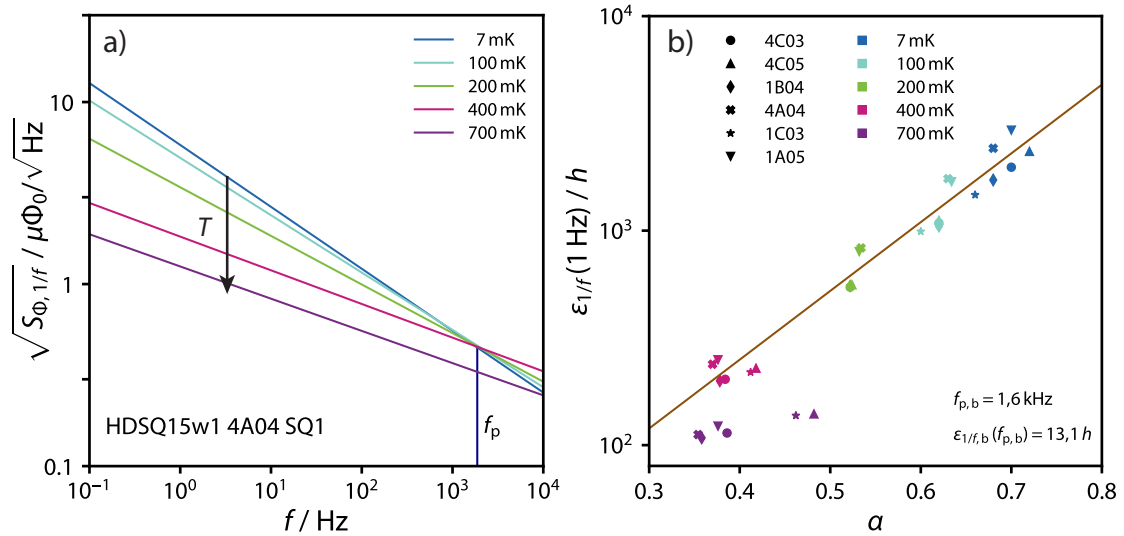 a)
7 mK
100 mK
200 mK
400 mK
700 mK
10
1
0.1
√S_Φ,1/f / μΦ₀/√Hz
T
f_p
HDSQ15w1 4A04 SQ1
10⁻¹ 10⁰ 10¹ 10² 10³ 10⁴
f / Hz
b)
4C03 7 mK
4C05 100 mK
1B04 200 mK
4A04 400 mK
1C03 700 mK
1A05
10⁴
10³
10²
ε_1/f (1 Hz) / h
f_p,b = 1,6 kHz
ε_1/f,b (f_p,b) = 13,1 h
0.3 0.4 0.5 0.6 0.7 0.8
α